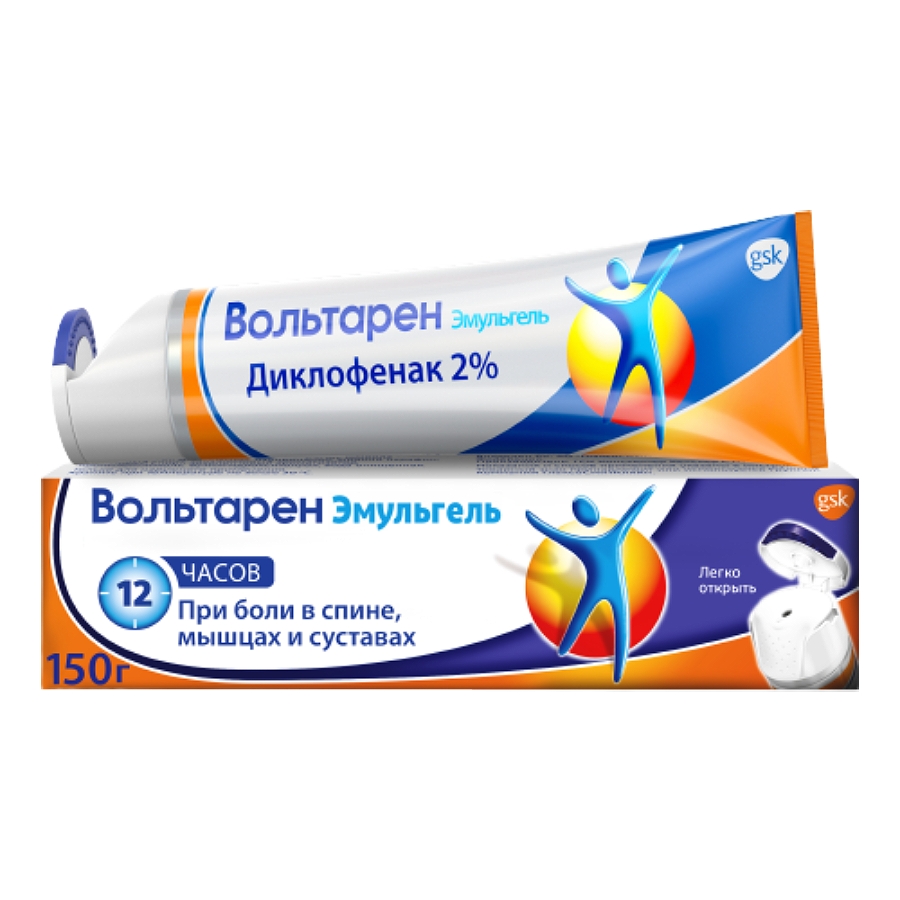 gsk
Вольтарен Эмульгель
Диклофенак 2%
Вольтарен Эмульгель
gsk
12 ЧАСОВ
При боли в спине,
мышцах и суставах
Легко
открыть
150г